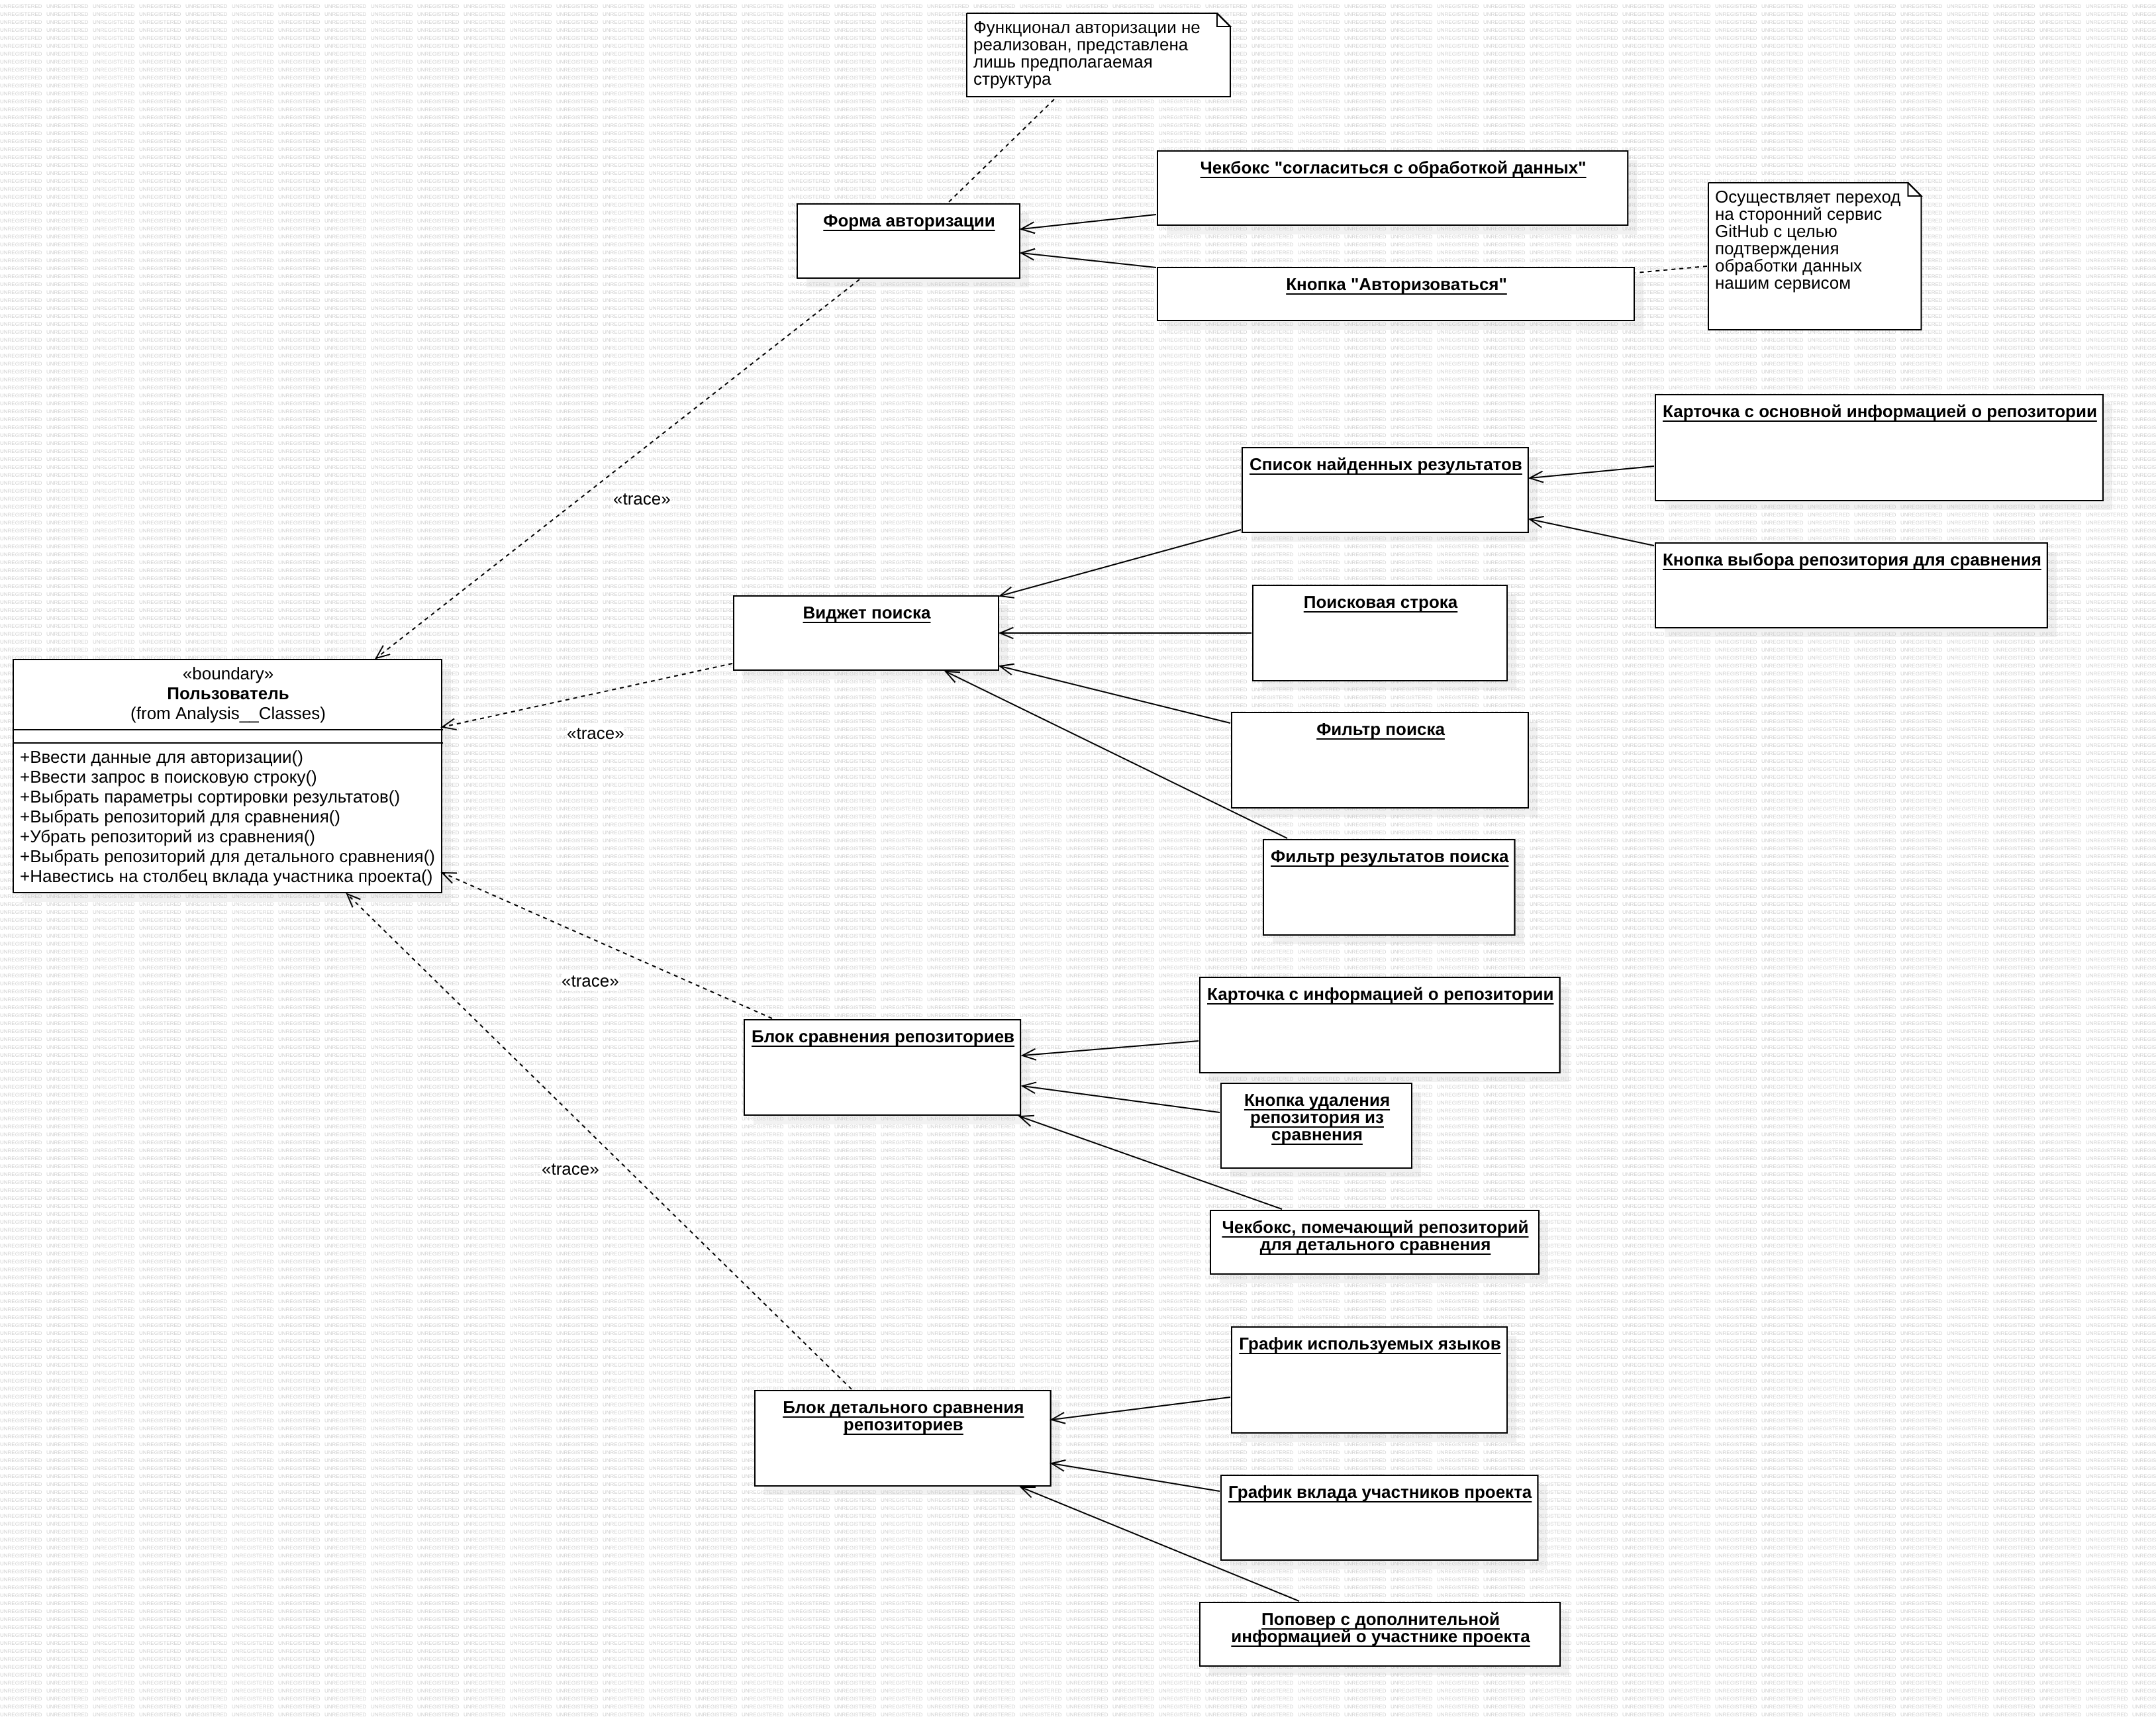 Функционал авторизации не
реализован, представлена
лишь предполагаемая
структура
Чекбокс "согласиться с обработкой данных"
Осуществляет переход
на сторонний сервис
GitHub с целью
подтверждения
обработки данных
нашим сервисом
Форма авторизации
Кнопка "Авторизоваться"
Карточка с основной информацией о репозитории
Список найденных результатов
«trace»
Кнопка выбора репозитория для сравнения
Виджет поиска
Поисковая строка
«boundary»
Пользователь
(from Analysis__Classes)
+Ввести данные для авторизации()
+Ввести запрос в поисковую строку()
+Выбрать параметры сортировки результатов()
+Выбрать репозиторий для сравнения()
+Убрать репозиторий из сравнения()
+Выбрать репозиторий для детального сравнения()
+Навестись на столбец вклада участника проекта()
«trace»
Фильтр поиска
Фильтр результатов поиска
«trace»
Карточка с информацией о репозитории
Блок сравнения репозиториев
Кнопка удаления
репозитория из
сравнения
«trace»
Чекбокс, помечающий репозиторий
для детального сравнения
График используемых языков
Блок детального сравнения
репозиториев
График вклада участников проекта
Поповер с дополнительной
информацией о участнике проекта